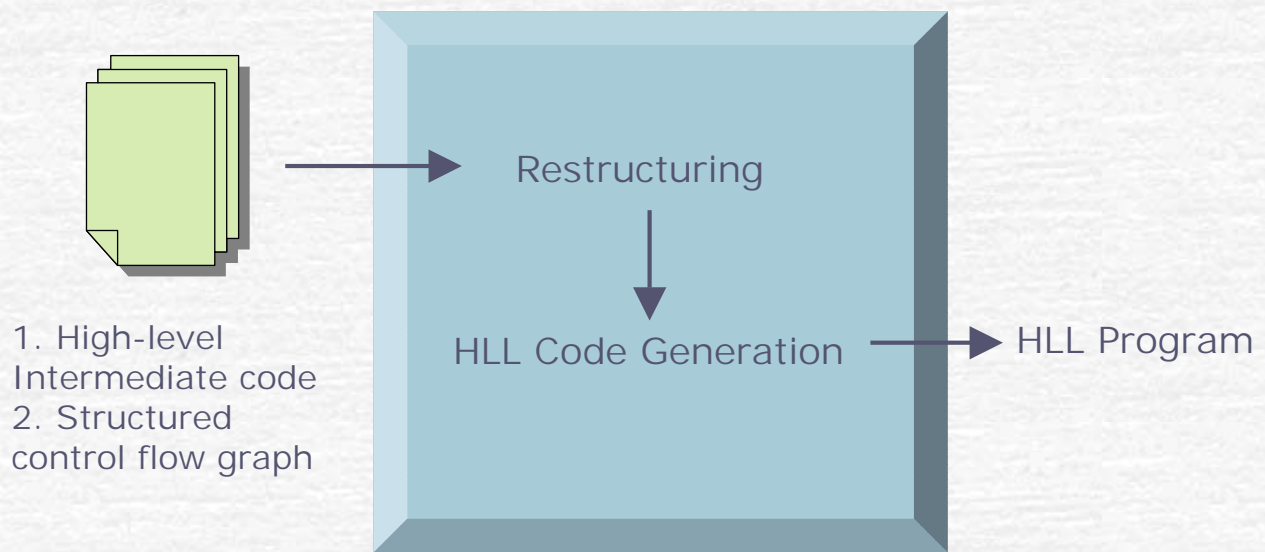 Restructuring
HLL Code Generation
HLL Program
1. High-level
Intermediate code
2. Structured
control flow graph